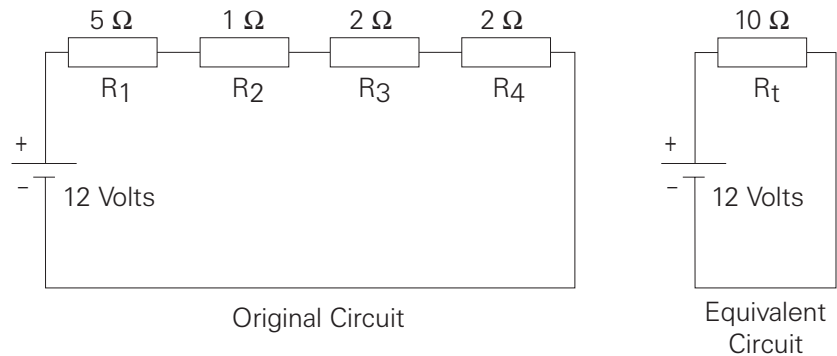 5 Ω 1 Ω 2 Ω 2 Ω
R1 R2 R3 R4
+
−
12 Volts
Original Circuit
10 Ω
Rt
+
−
12 Volts
Equivalent
Circuit